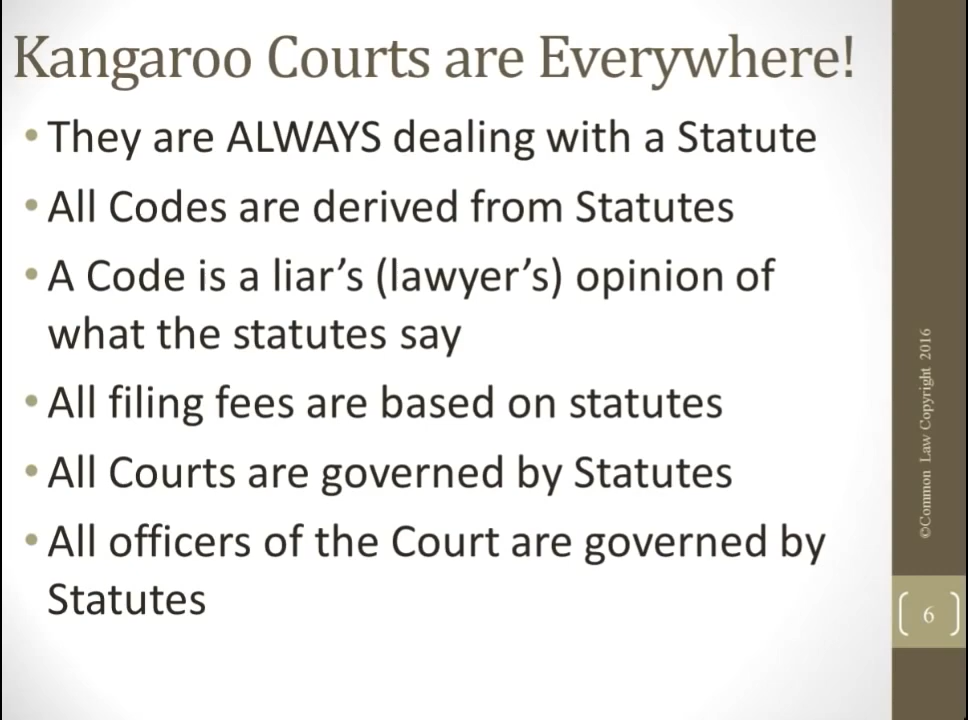 Kangaroo Courts are Everywhere!
• They are ALWAYS dealing with a Statute
• All Codes are derived from Statutes
• A Code is a liar’s (lawyer’s) opinion of
what the statutes say
• All filing fees are based on statutes
• All Courts are governed by Statutes
• All officers of the Court are governed by
Statutes
©Common Law Copyright 2016
6